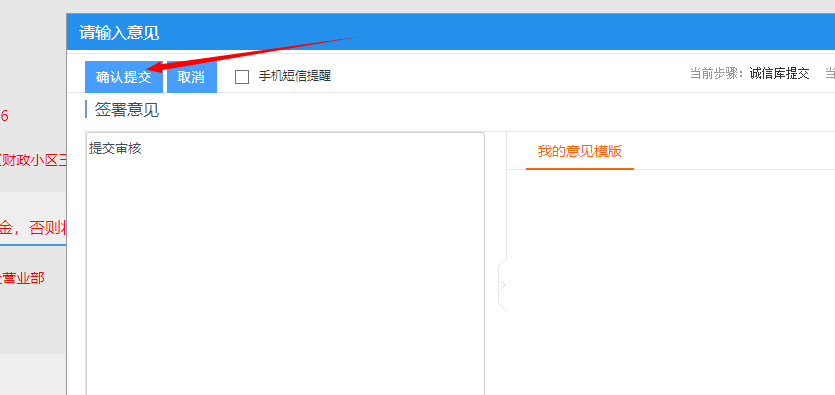 请输入意见
确认提交 取消 手机短信提醒 当前步骤：诚信库提交 当
签署意见
提交审核
我的意见模版
6
财政小区三
金，否则
营业部